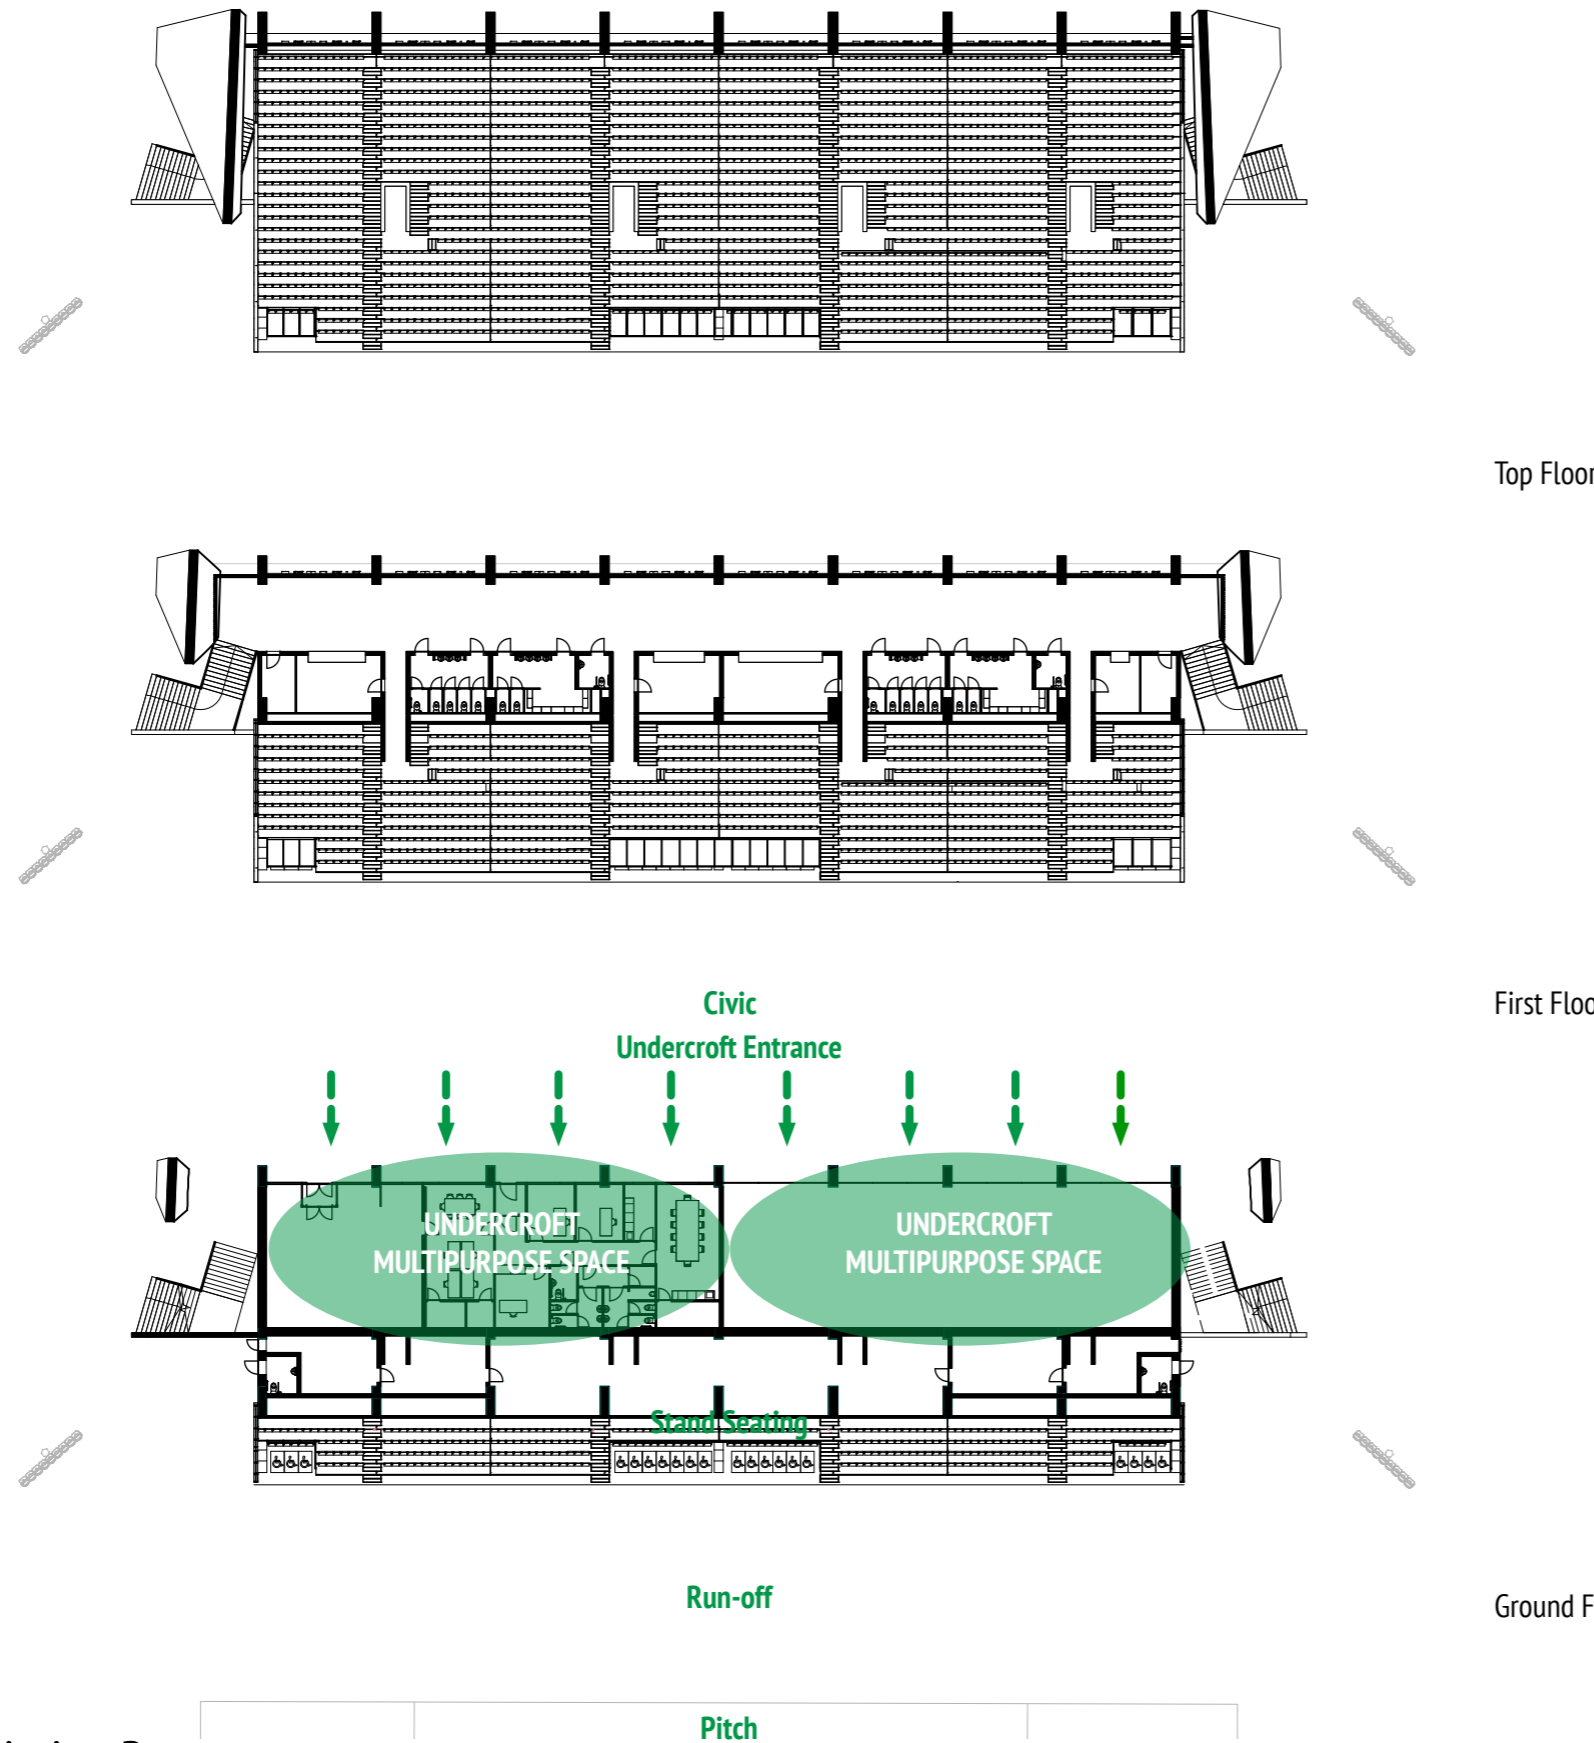 Top Floor
First Floo
Civic
Undercroft Entrance
UNDERCROFT
MULTIPURPOSE SPACE
UNDERCROFT
MULTIPURPOSE SPACE
Stand Seating
Run-off
Ground F
Pitch